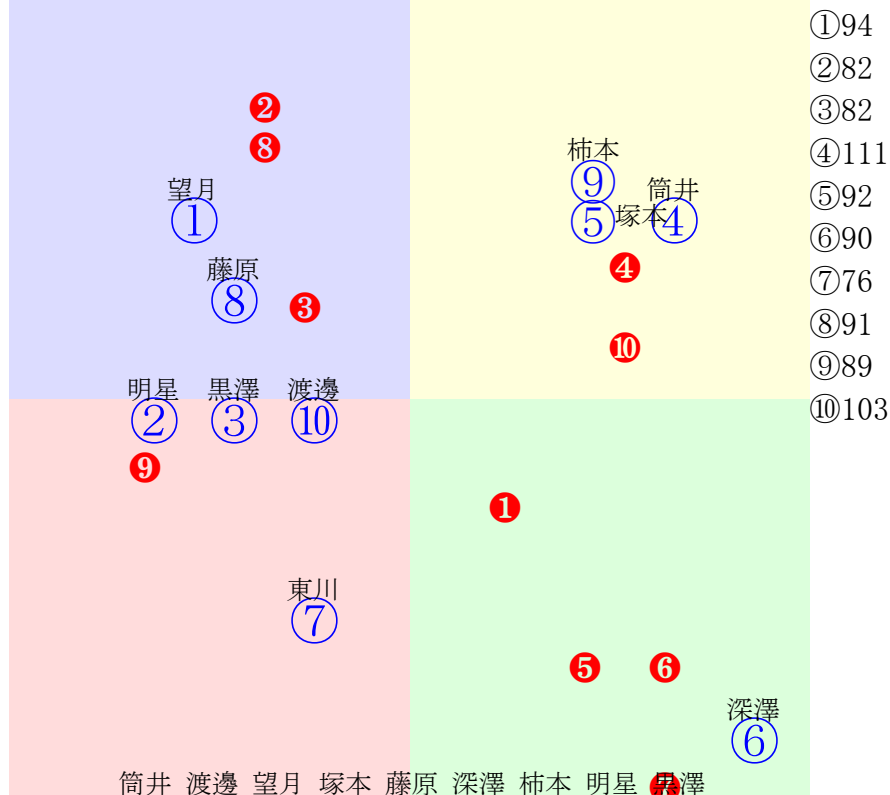 ①94
②82
③82
④111
⑤92
⑥90
⑦76
⑧91
⑨89
⑩103
❷
❽
柿本
⑨
望月
①
筒井
④
⑤
塚本
藤原
⑧
❸
❹
❿
明星
②
黒澤
③
渡邊
⑩
❾
❶
東川
⑦
❺
❻
深澤
⑥
筒井 渡邊 望月 塚本 藤原 深澤 柿本 明星 黒澤